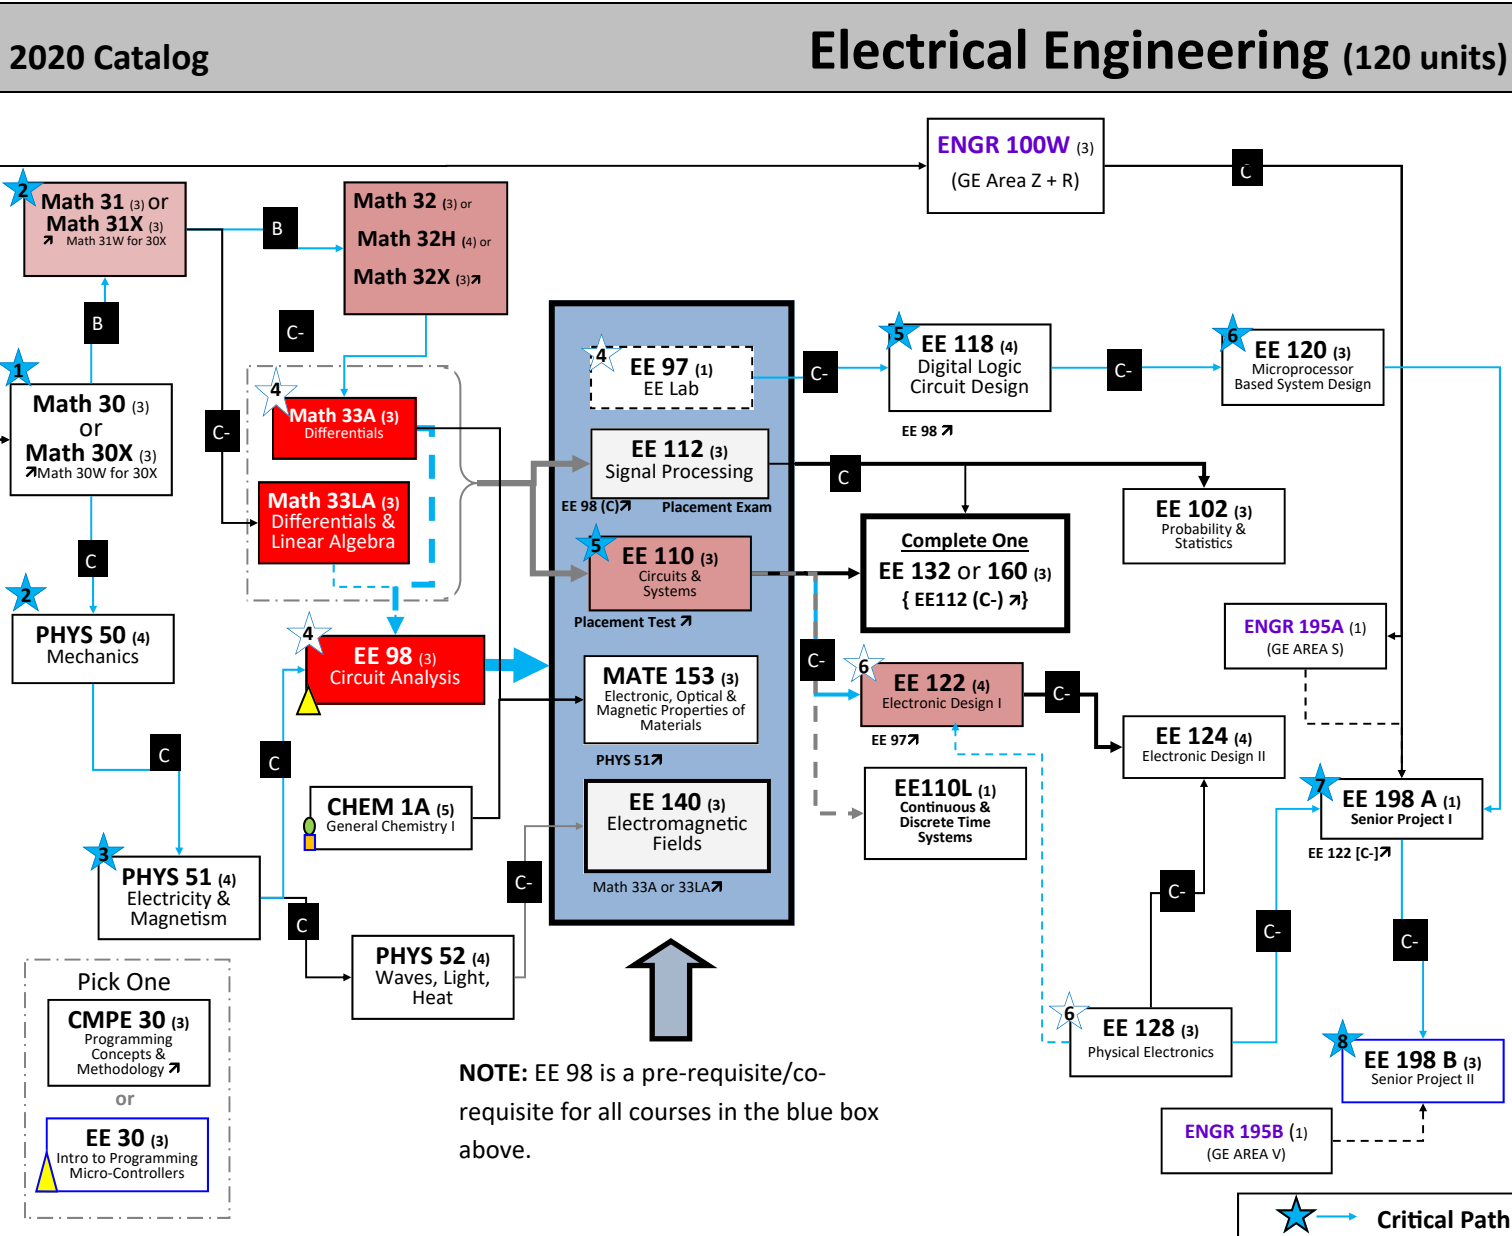 2020 Catalog
Electrical Engineering (120 units)
ENGR 100W (3)
(GE Area Z + R)
C
2
Math 31 (3) or
Math 31X (3)
↗ Math 31W for 30X
B
Math 32 (3) or
Math 32H (4) or
Math 32X (3)↗
B
C-
1
Math 30 (3)
or
Math 30X (3)
↗Math 30W for 30X
C-
4
Math 33A (3)
Differentials
Math 33LA (3)
Differentials &
Linear Algebra
C
2
PHYS 50 (4)
Mechanics
4
EE 98 (3)
Circuit Analysis
C
C
CHEM 1A (5)
General Chemistry I
3
PHYS 51 (4)
Electricity &
Magnetism
C
PHYS 52 (4)
Waves, Light,
Heat
C-
Pick One
CMPE 30 (3)
Programming
Concepts &
Methodology ↗
or
EE 30 (3)
Intro to Programming
Micro-Controllers
4
EE 97 (1)
EE Lab
EE 112 (3)
Signal Processing
EE 98 (C)↗ Placement Exam
5
EE 110 (3)
Circuits &
Systems
Placement Test ↗
MATE 153 (3)
Electronic, Optical &
Magnetic Properties of
Materials
PHYS 51↗
EE 140 (3)
Electromagnetic
Fields
Math 33A or 33LA↗
NOTE: EE 98 is a pre-requisite/co-
requisite for all courses in the blue box
above.
C-
5
EE 118 (4)
Digital Logic
Circuit Design
EE 98 ↗
C-
6
EE 120 (3)
Microprocessor
Based System Design
C
EE 102 (3)
Probability &
Statistics
Complete One
EE 132 or 160 (3)
{ EE112 (C-) ↗}
C-
6
EE 122 (4)
Electronic Design I
EE 97↗
C-
EE 124 (4)
Electronic Design II
EE110L (1)
Continuous &
Discrete Time
Systems
ENGR 195A (1)
(GE AREA S)
7
EE 198 A (1)
Senior Project I
EE 122 [C-]↗
C-
C-
C-
6
EE 128 (3)
Physical Electronics
8
EE 198 B (3)
Senior Project II
ENGR 195B (1)
(GE AREA V)
Critical Path